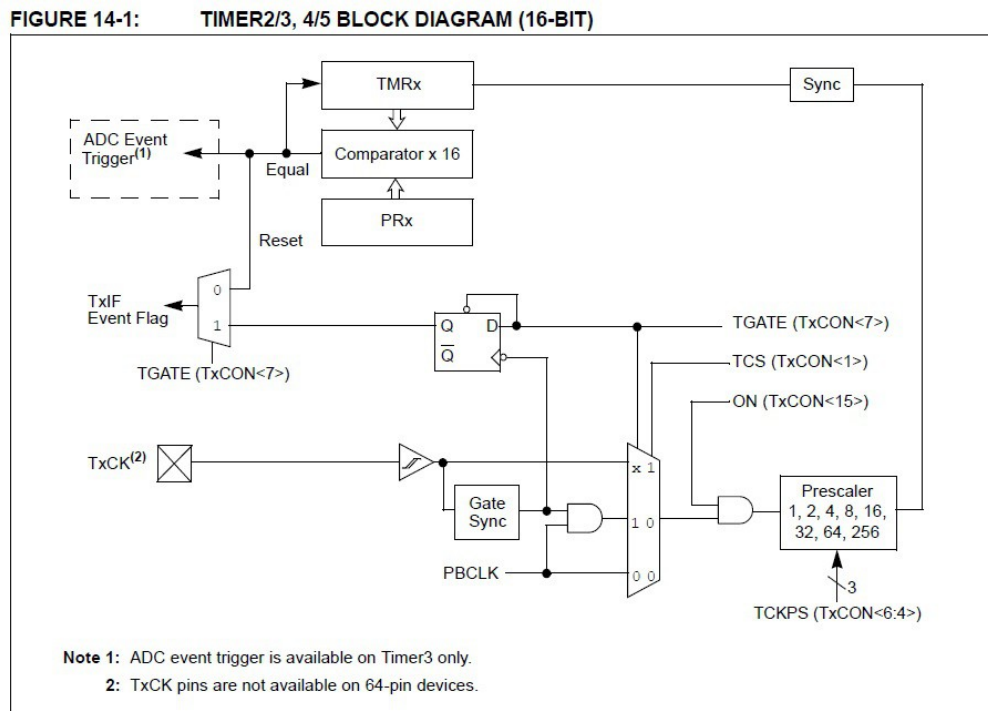 FIGURE 14-1: TIMER2/3, 4/5 BLOCK DIAGRAM (16-BIT)
TMRx
Sync
ADC Event
Trigger(1)
Equal
Comparator x 16
PRx
Reset
0
1
TxIF
Event Flag
TGATE (TxCON<7>)
Q
D
Q
TGATE (TxCON<7>)
TCS (TxCON<1>)
ON (TxCON<15>)
TxCK(2)
x 1
Gate
Sync
1 0
PBCLK
0 0
Prescaler
1, 2, 4, 8, 16,
32, 64, 256
3
TCKPS (TxCON<6:4>)
Note 1: ADC event trigger is available on Timer3 only.
2: TxCK pins are not available on 64-pin devices.